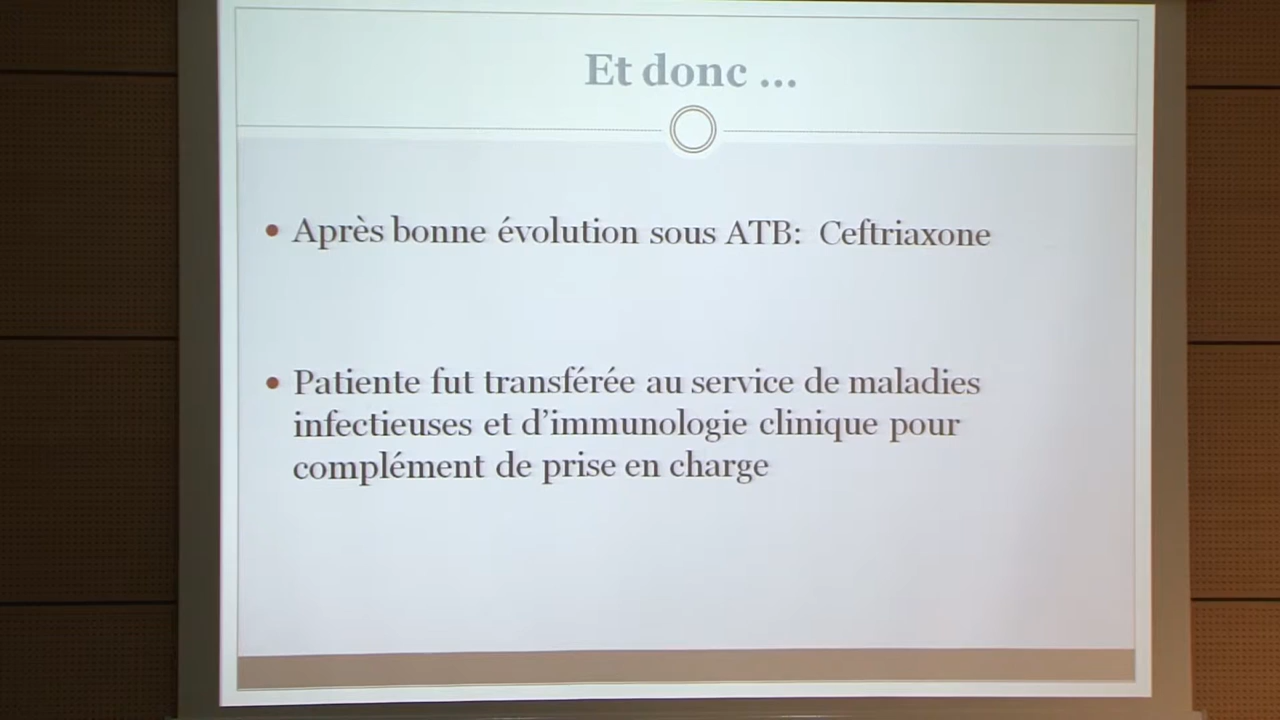 Et donc ...
• Après bonne évolution sous ATB: Ceftriaxone
• Patiente fut transférée au service de maladies
infectieuses et d'immunologie clinique pour
complément de prise en charge